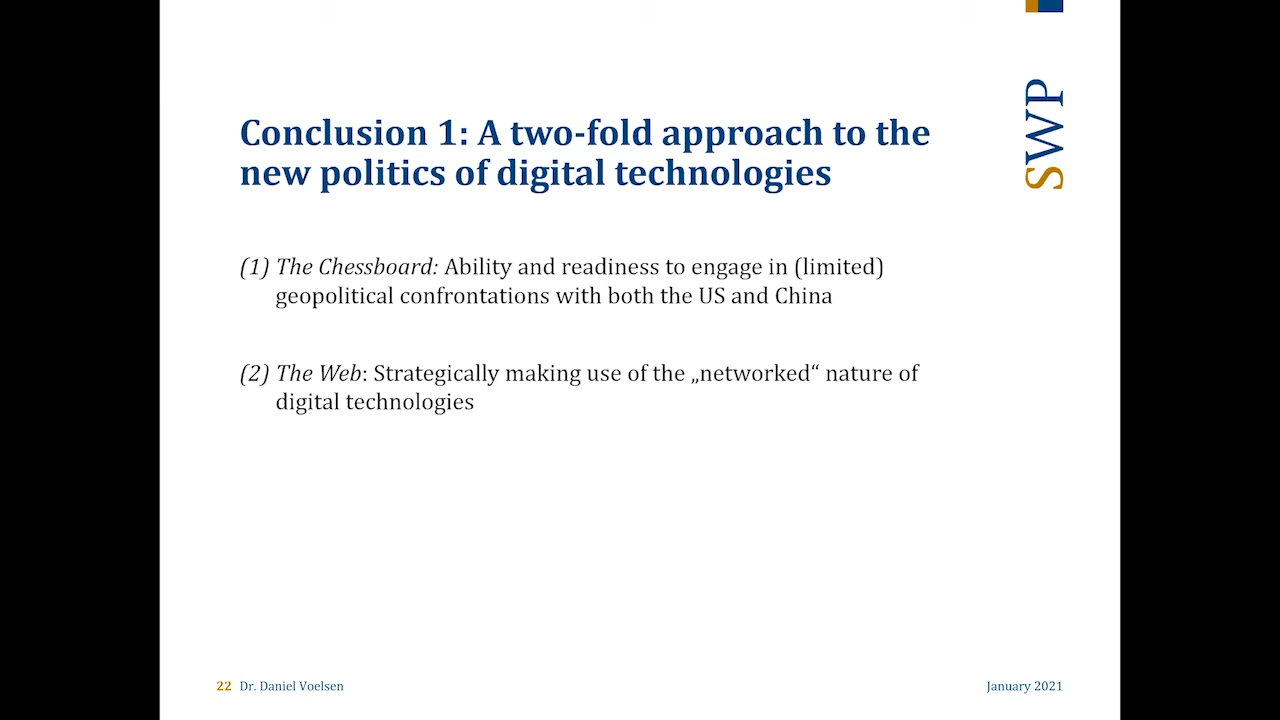 SWP
Conclusion 1: A two-fold approach to the
new politics of digital technologies
(1) The Chessboard: Ability and readiness to engage in (limited)
geopolitical confrontations with both the US and China
(2) The Web: Strategically making use of the „networked“ nature of
digital technologies
22 Dr. Daniel Voelsen
January 2021